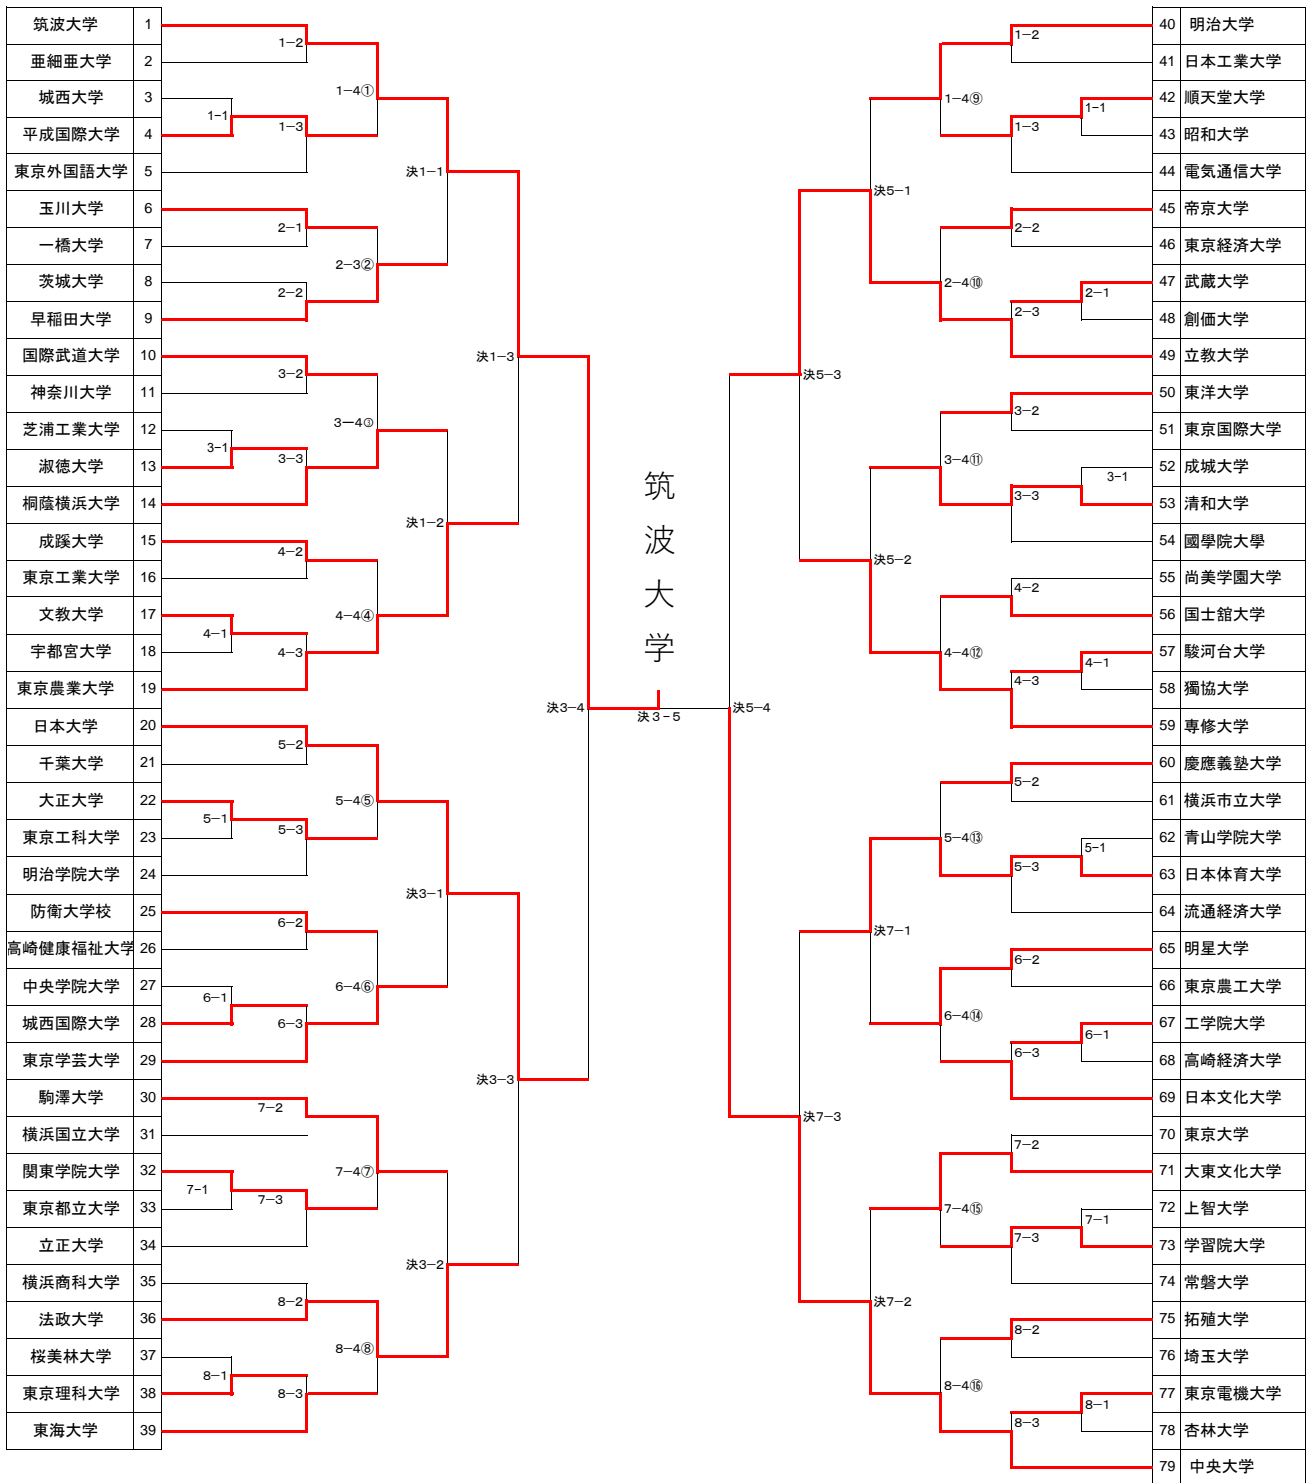 筑波大学 1
亜細亜大学 2
城西大学 3
平成国際大学 4
東京外国語大学 5
玉川大学 6
一橋大学 7
茨城大学 8
早稲田大学 9
国際武道大学 10
神奈川大学 11
芝浦工業大学 12
淑徳大学 13
桐蔭横浜大学 14
成蹊大学 15
東京工業大学 16
文教大学 17
宇都宮大学 18
東京農業大学 19
日本大学 20
千葉大学 21
大正大学 22
東京工科大学 23
明治学院大学 24
防衛大学校 25
高崎健康福祉大学 26
中央学院大学 27
城西国際大学 28
東京学芸大学 29
駒澤大学 30
横浜国立大学 31
関東学院大学 32
東京都立大学 33
立正大学 34
横浜商科大学 35
法政大学 36
桜美林大学 37
東京理科大学 38
東海大学 39
1-1
3-1
4-1
5-1
6-1
7-1
8-1
1-2
1-3
2-1
2-2
3-2
3-3
4-2
4-3
5-2
5-3
6-2
6-3
7-2
7-3
8-2
8-3
1-4①
2-3②
3-4③
4-4④
5-4⑤
6-4⑥
7-4⑦
8-4⑧
決1-1
決1-2
決3-1
決3-2
決1-3
決3-3
決3-4
筑波大学
決3-5
決5-4
決5-3
決7-3
決5-1
決5-2
決7-1
決7-2
1-4⑨
2-4⑩
3-4⑪
4-4⑫
5-4⑬
6-4⑭
7-4⑮
8-4⑯
1-2
1-3
2-2
2-3
3-2
3-3
4-2
4-3
5-2
5-3
6-2
6-3
7-2
7-3
8-2
8-3
1-1
2-1
3-1
4-1
5-1
6-1
7-1
8-1
40 明治大学
41 日本工業大学
42 順天堂大学
43 昭和大学
44 電気通信大学
45 帝京大学
46 東京経済大学
47 武蔵大学
48 創価大学
49 立教大学
50 東洋大学
51 東京国際大学
52 成城大学
53 清和大学
54 國學院大學
55 尚美学園大学
56 国士舘大学
57 駿河台大学
58 獨協大学
59 専修大学
60 慶應義塾大学
61 横浜市立大学
62 青山学院大学
63 日本体育大学
64 流通経済大学
65 明星大学
66 東京農工大学
67 工学院大学
68 高崎経済大学
69 日本文化大学
70 東京大学
71 大東文化大学
72 上智大学
73 学習院大学
74 常磐大学
75 拓殖大学
76 埼玉大学
77 東京電機大学
78 杏林大学
79 中央大学